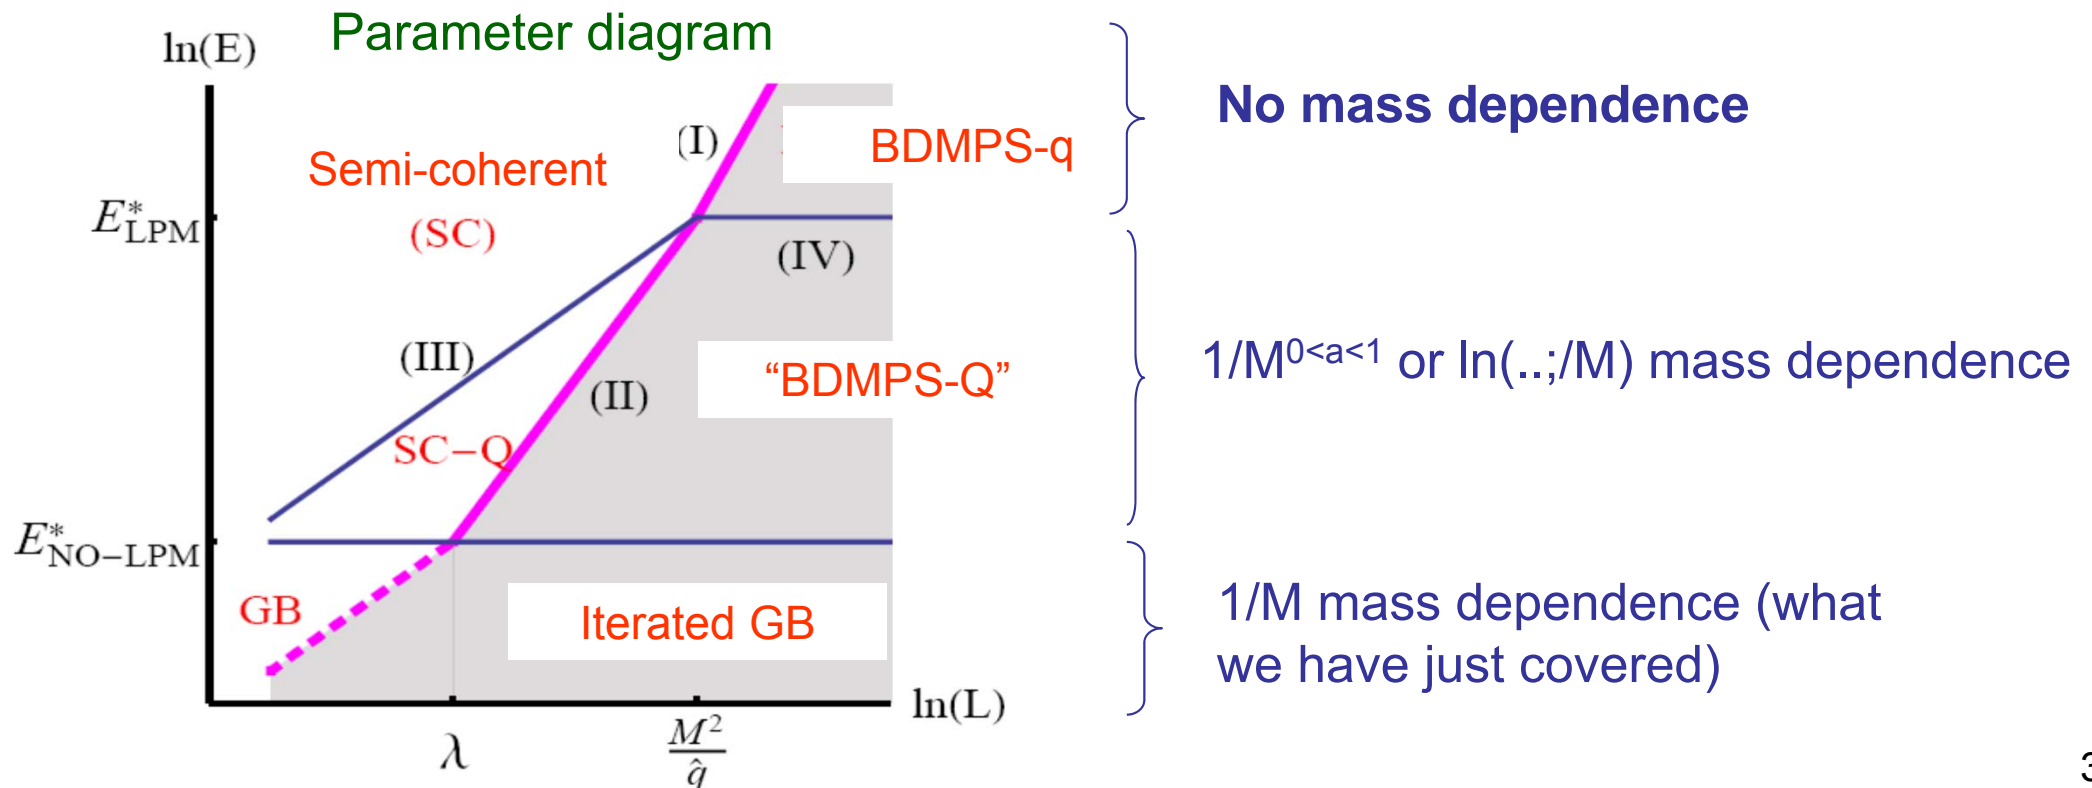 Parameter diagram
ln(E)
No mass dependence
(I)
BDMPS-q
Semi-coherent
(SC)
E*LPM
(IV)
(III)
(II)
“BDMPS-Q”
1/M0<a<1 or ln(..;/M) mass dependence
SC–Q
E*NO–LPM
GB
Iterated GB
1/M mass dependence (what
we have just covered)
ln(L)
λ
M²
q̂